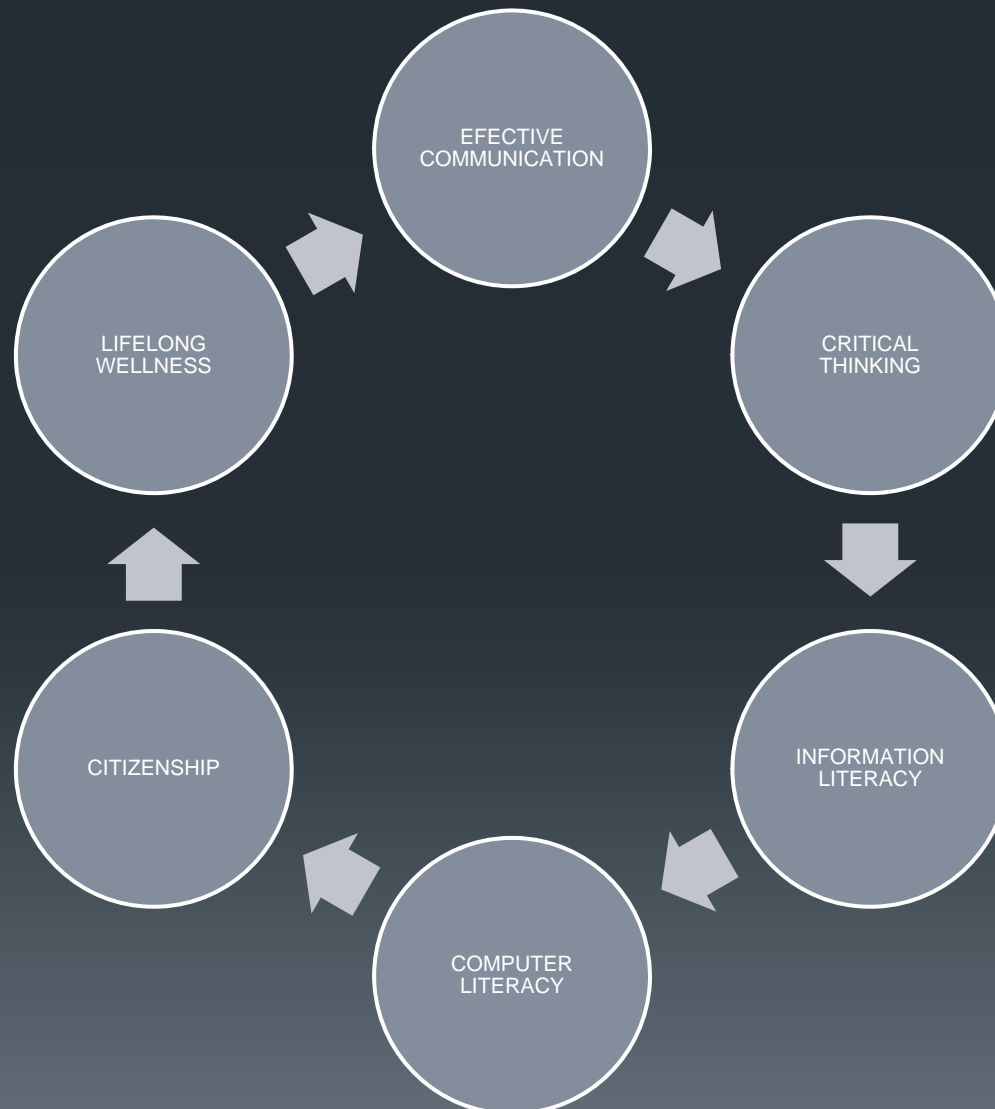 EFECTIVE
COMMUNICATION
CRITICAL
THINKING
INFORMATION
LITERACY
COMPUTER
LITERACY
CITIZENSHIP
LIFELONG
WELLNESS